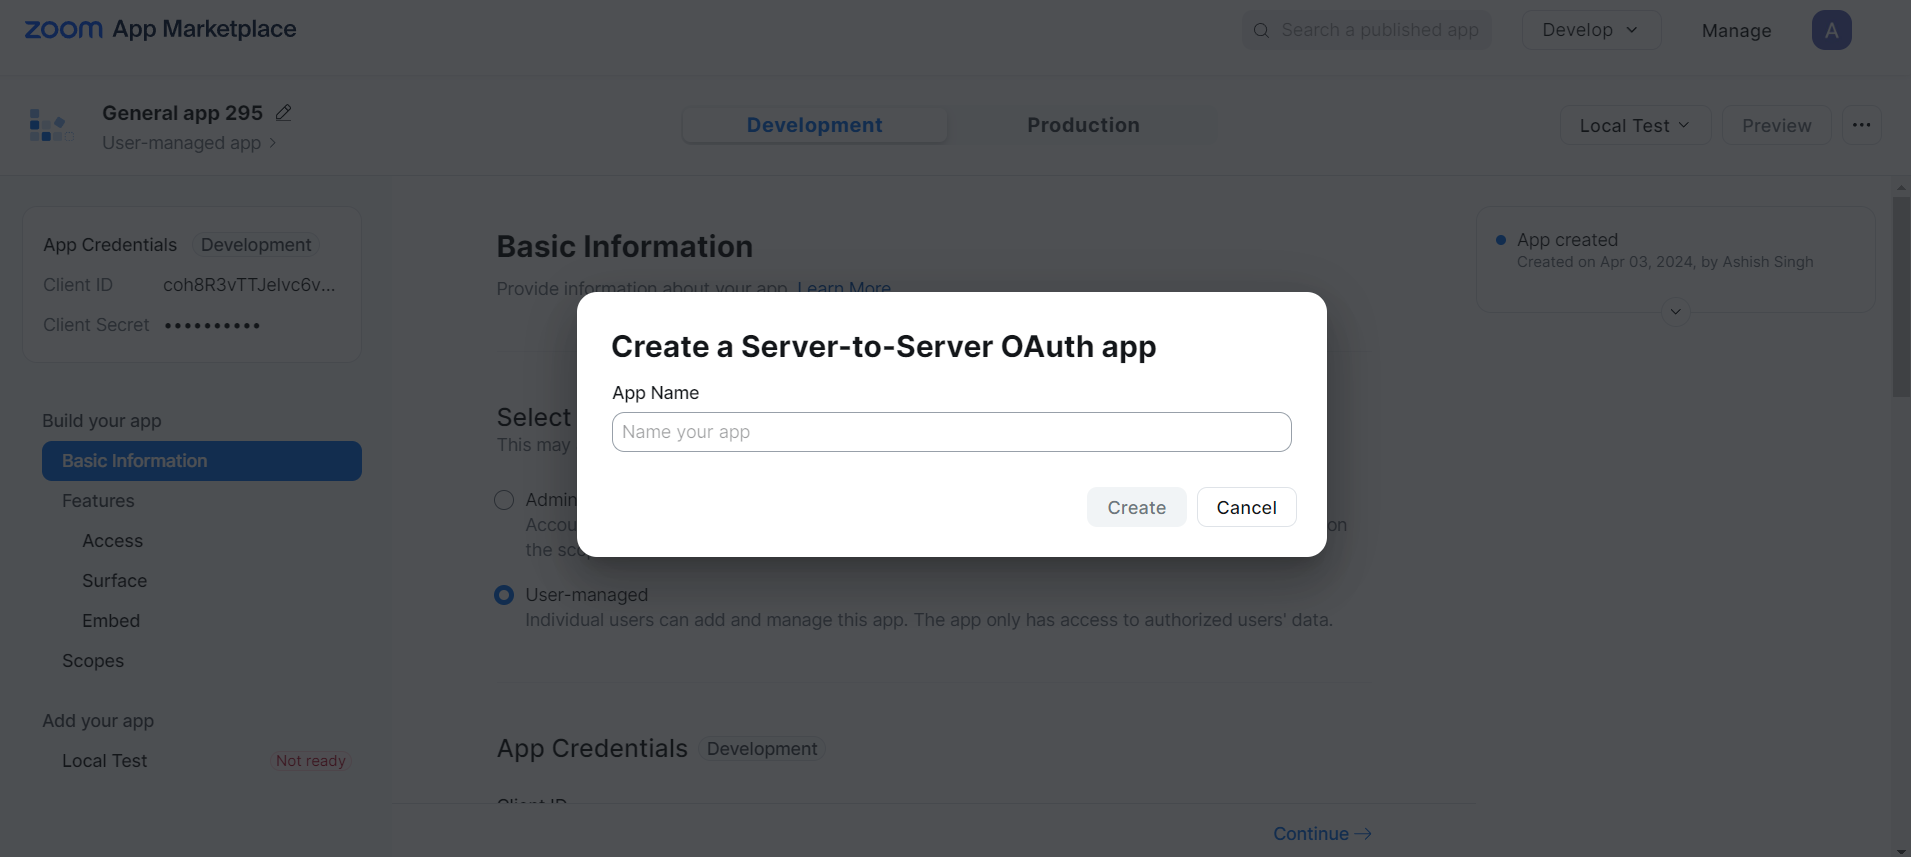 zoom App Marketplace
Search a published app
Develop
Manage
A
General app 295
User-managed app
Development
Production
Local Test
Preview
App Credentials
Development
Client ID
coh8R3vTTJelvc6v...
Client Secret
••••••••••
Build your app
Basic Information
Features
Access
Surface
Embed
Scopes
Add your app
Local Test
Not ready
Basic Information
Provide information about your app. Learn More
Select
This may
Admin
Accou
on
the sco
User-managed
Individual users can add and manage this app. The app only has access to authorized users' data.
App Credentials
Development
Client ID
Continue
App created
Created on Apr 03, 2024, by Ashish Singh
Create a Server-to-Server OAuth app
App Name
Name your app
Create
Cancel